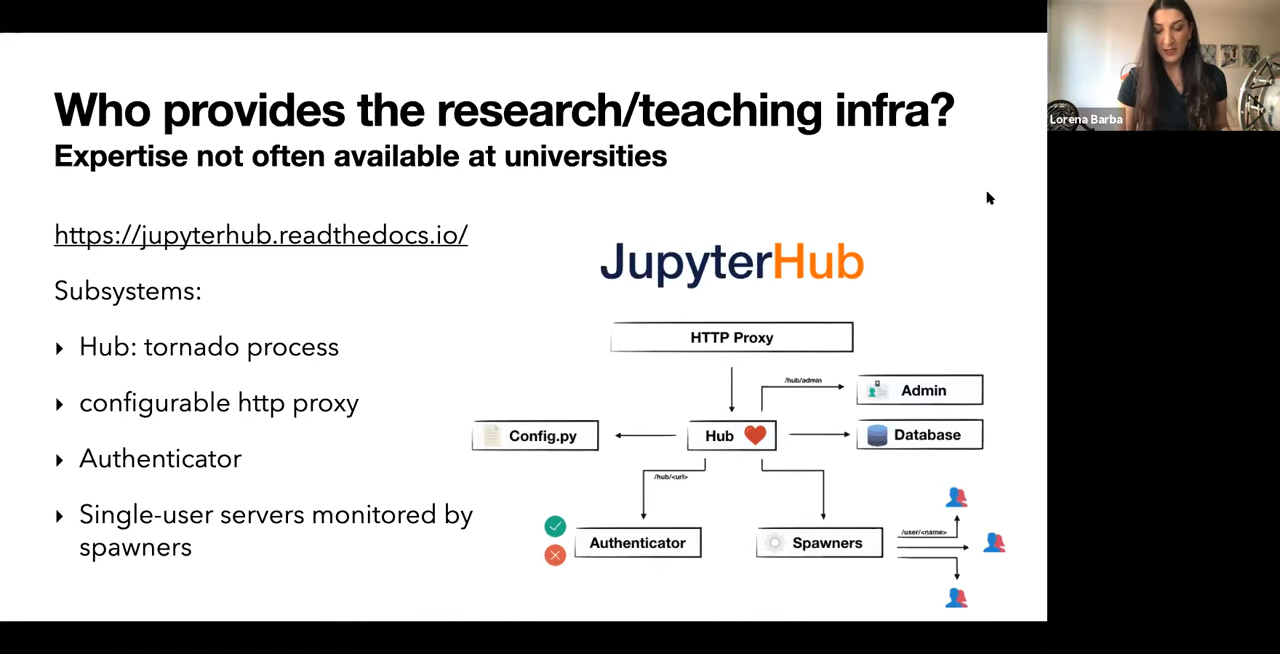 Who provides the research/teaching infra?
Expertise not often available at universities
https://jupyterhub.readthedocs.io/
Subsystems:
Hub: tornado process
configurable http proxy
Authenticator
Single-user servers monitored by
spawners
JupyterHub
HTTP Proxy
/hub/admin
Admin
Config.py
Hub
Database
/hub/<url>
Authenticator
Spawners
/user/<name>
Lorena Barba